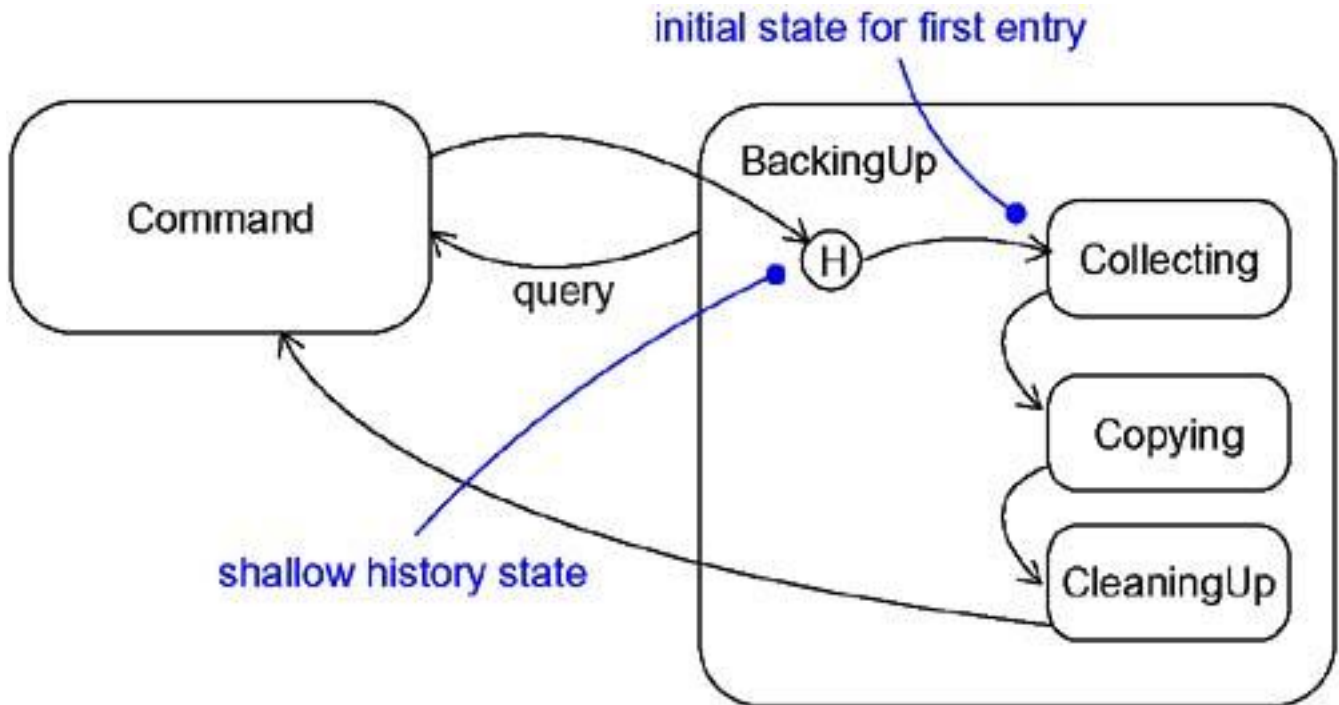 initial state for first entry
BackingUp
Command
H
Collecting
query
Copying
shallow history state
CleaningUp